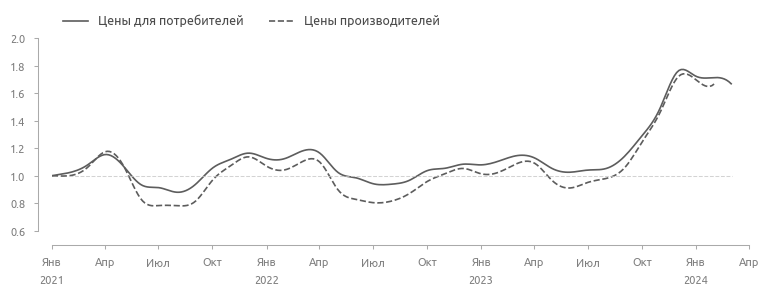 Цены для потребителей
Цены производителей
2.0
1.8
1.6
1.4
1.2
1.0
0.8
0.6
Янв Апр Июл Окт Янв Апр Июл Окт Янв Апр Июл Окт Янв Апр
2021 2022 2023 2024